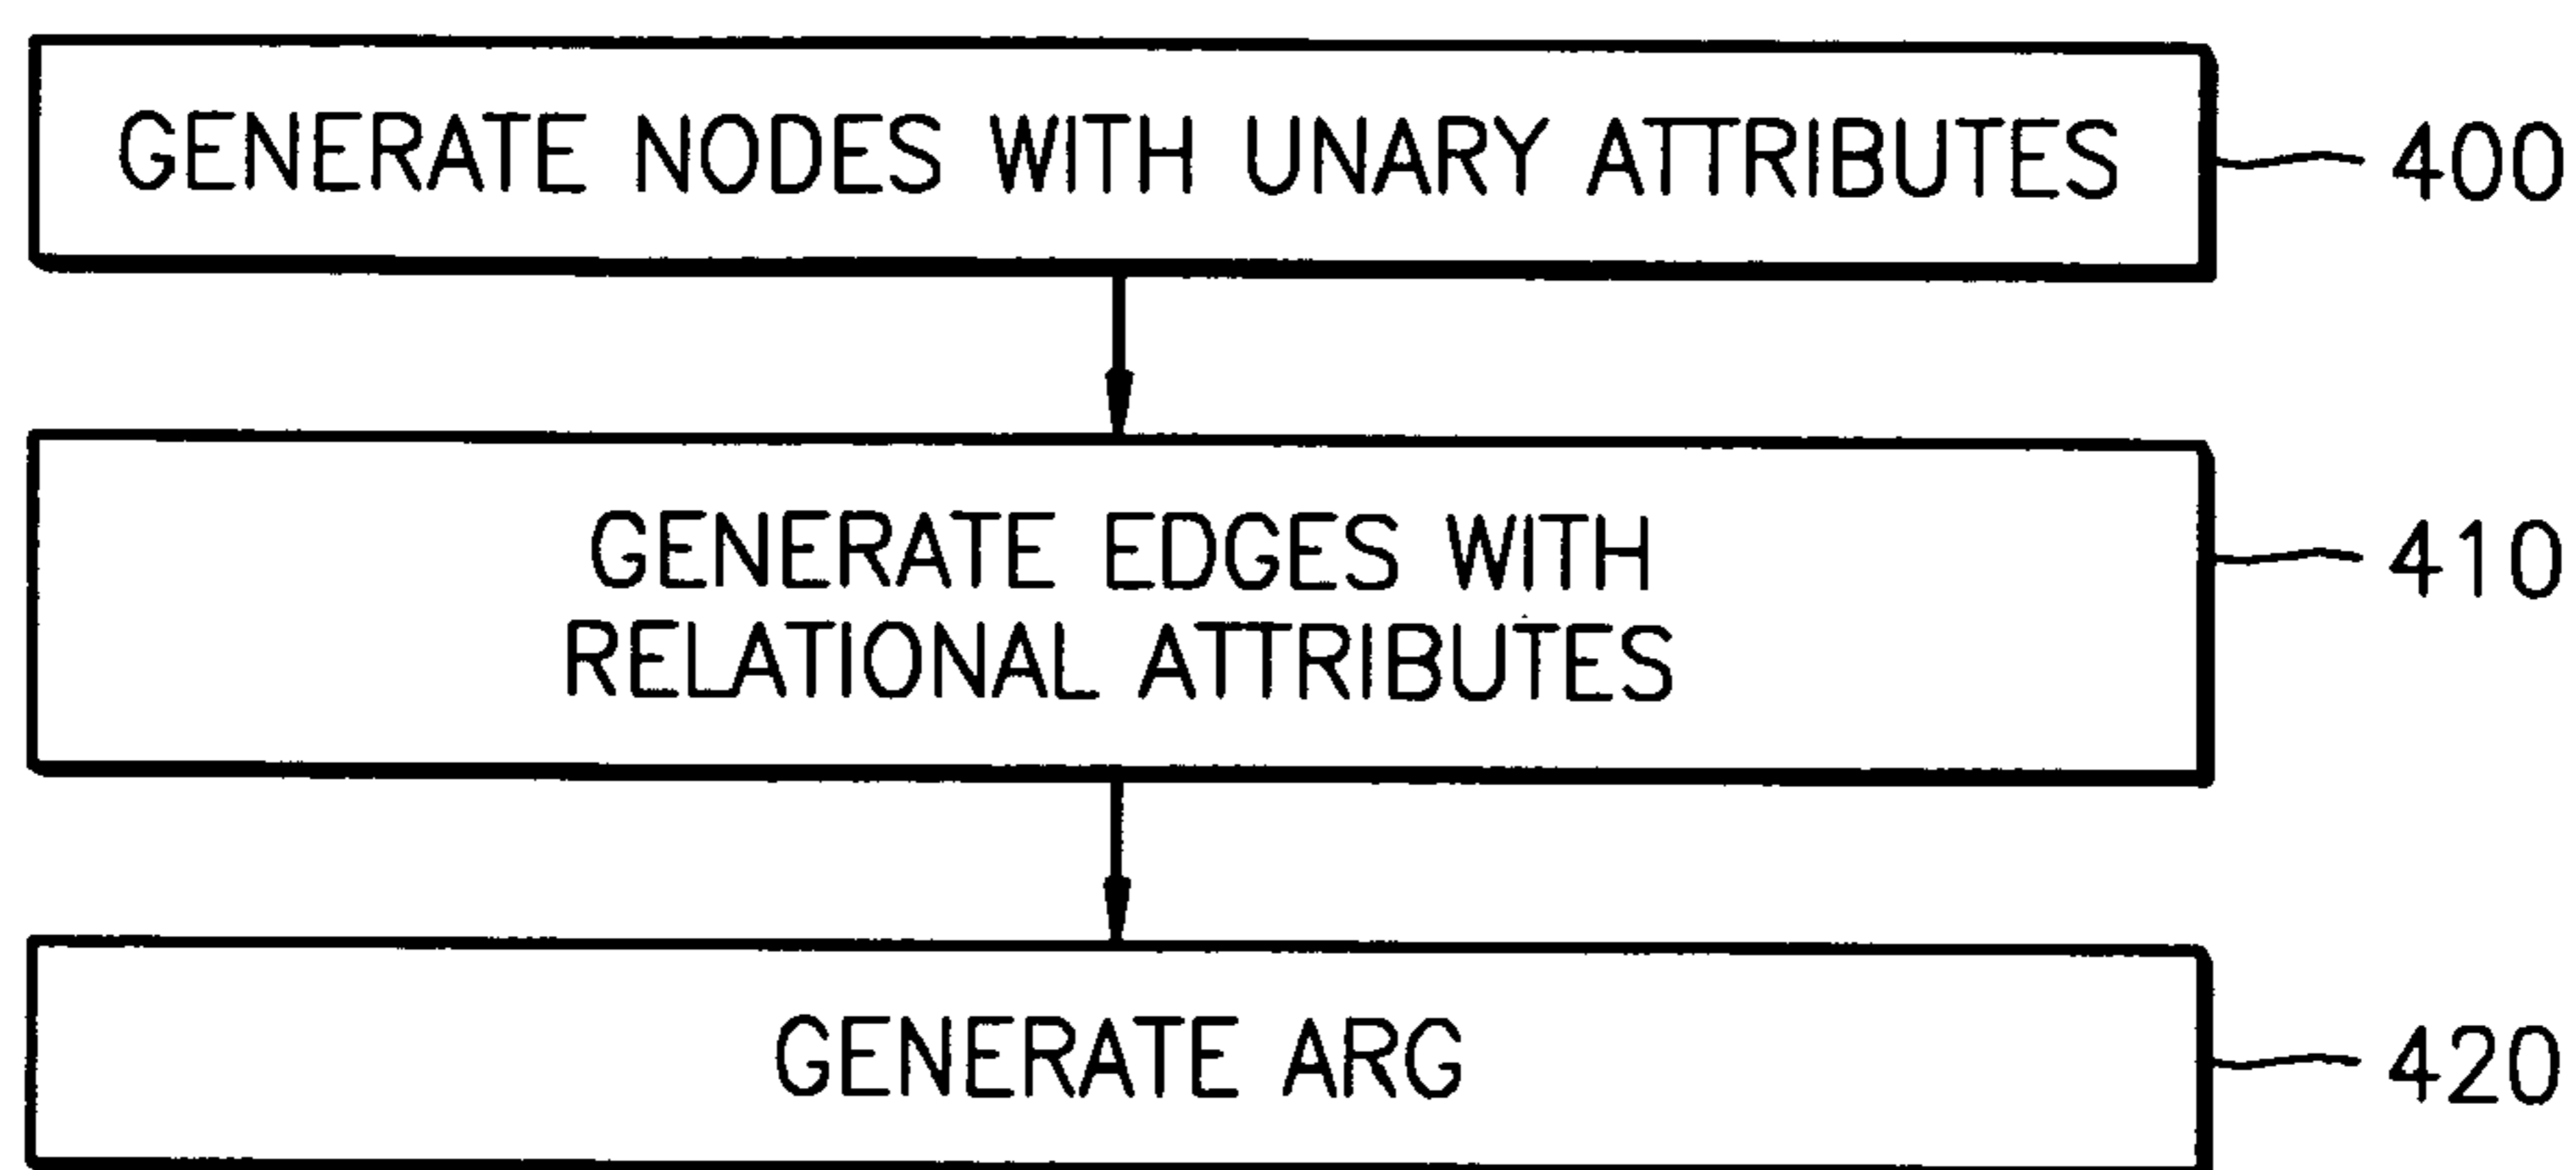 GENERATE NODES WITH UNARY ATTRIBUTES
400
GENERATE EDGES WITH
RELATIONAL ATTRIBUTES
410
GENERATE ARG
420